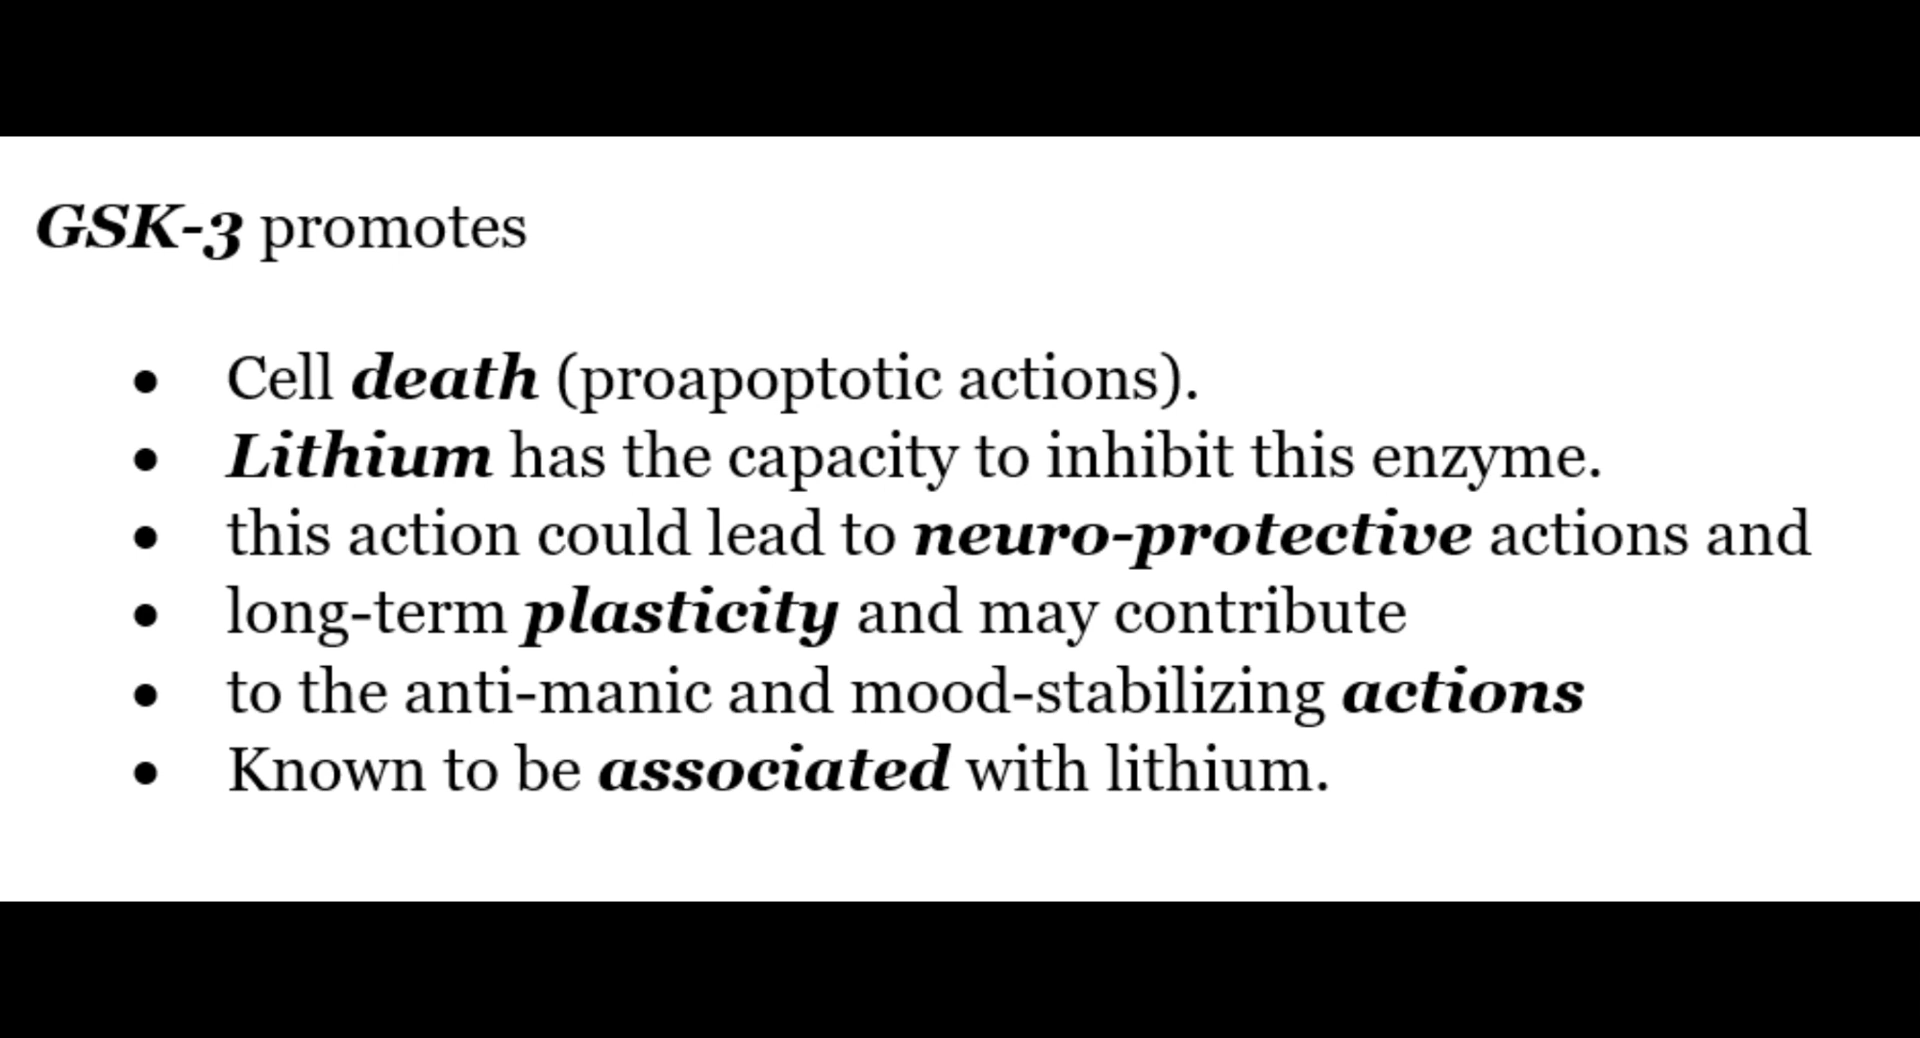 GSK-3 promotes
• Cell death (proapoptotic actions).
• Lithium has the capacity to inhibit this enzyme.
• this action could lead to neuro-protective actions and
• long-term plasticity and may contribute
• to the anti-manic and mood-stabilizing actions
• Known to be associated with lithium.